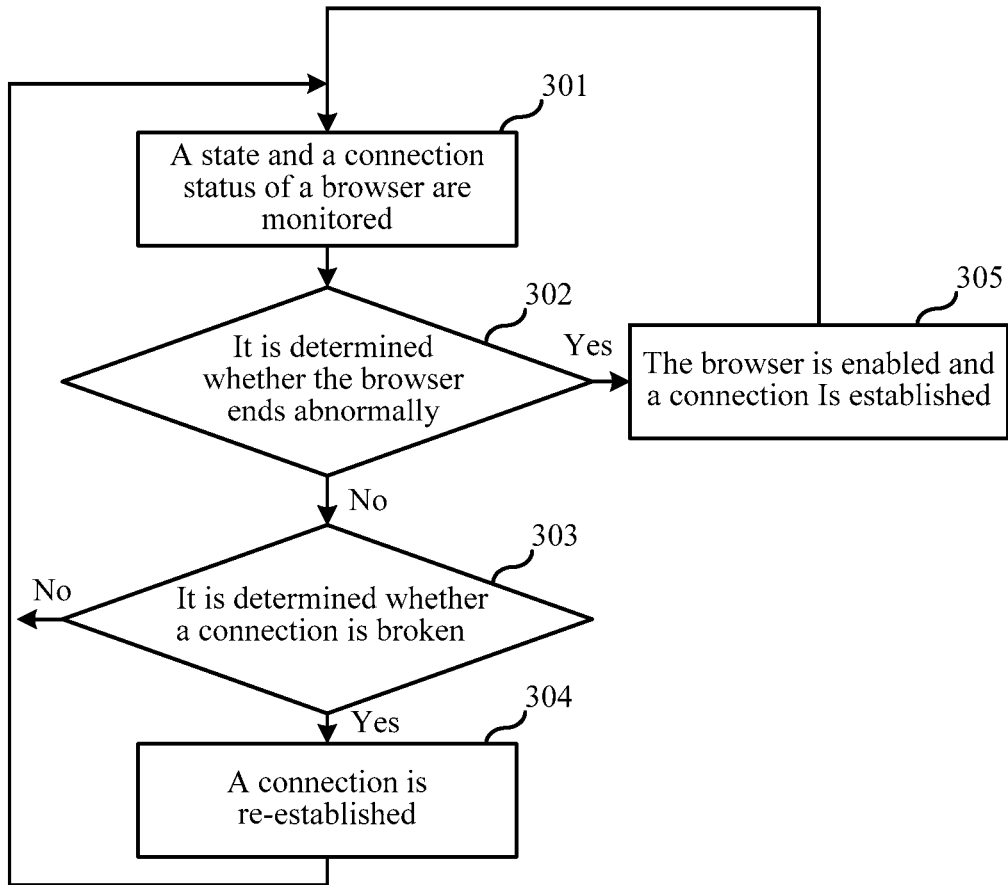 301
A state and a connection
status of a browser are
monitored
302
It is determined
whether the browser
ends abnormally
Yes
305
The browser is enabled and
a connection Is established
No
303
It is determined whether
a connection is broken
No
Yes
304
A connection is
re-established